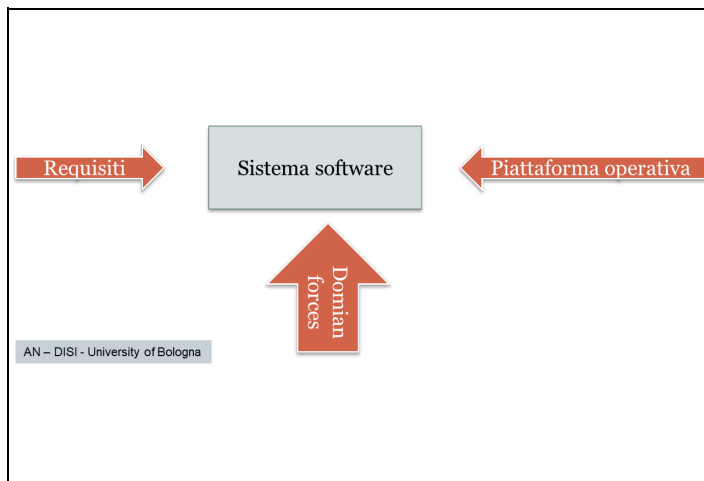 Requisiti
Sistema software
Piattaforma operativa
Domian
forces
AN – DISI - University of Bologna